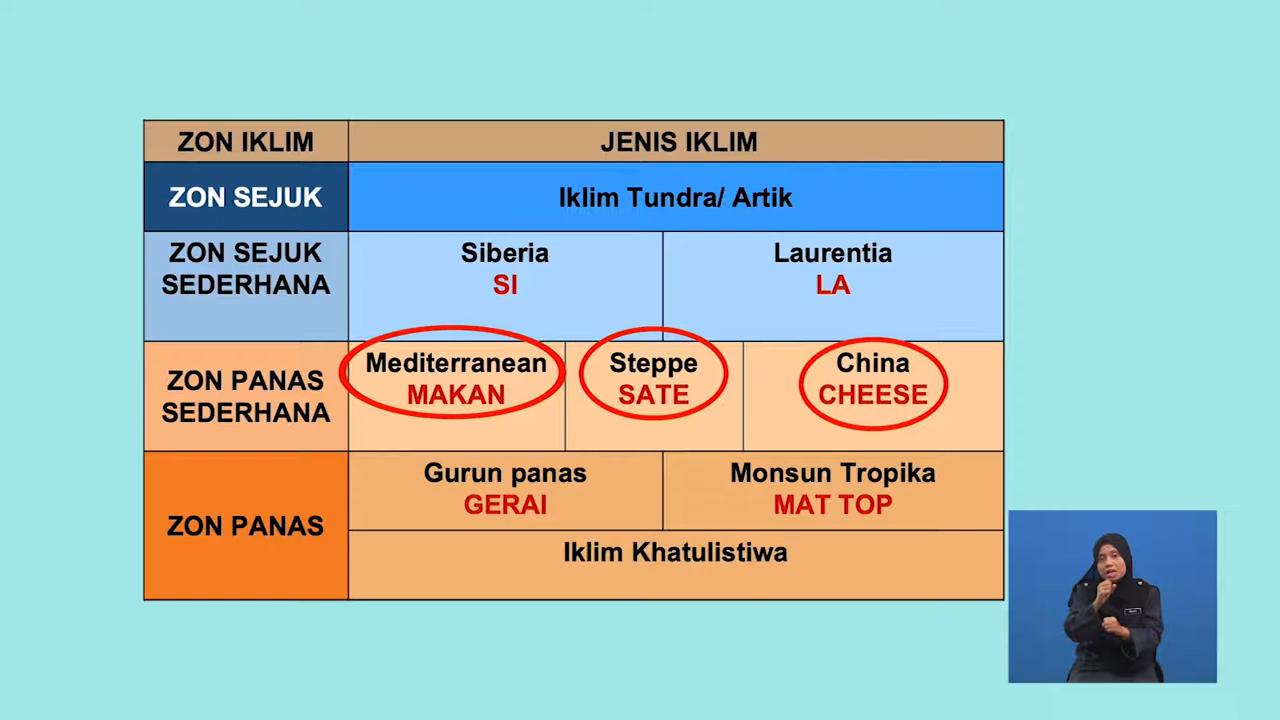 ZON IKLIM
JENIS IKLIM
ZON SEJUK
Iklim Tundra/ Artik
ZON SEJUK
SEDERHANA
Siberia
SI
Laurentia
LA
ZON PANAS
SEDERHANA
Mediterranean
MAKAN
Steppe
SATE
China
CHEESE
ZON PANAS
Gurun panas
GERAI
Monsun Tropika
MAT TOP
Iklim Khatulistiwa